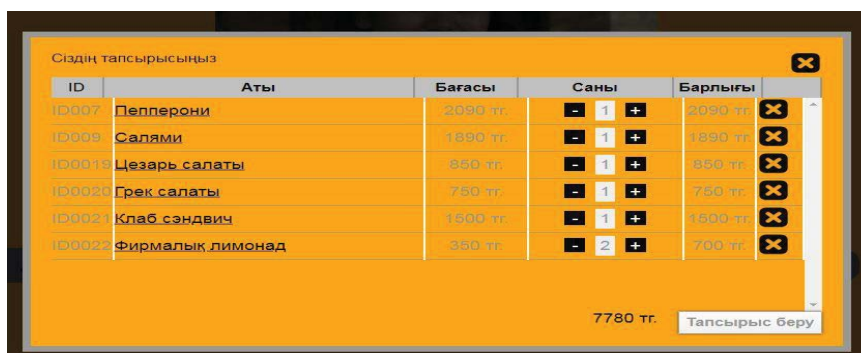 Сіздің тапсырысыңыз
ID Аты Бағасы Саны Барлығы
ID007 Пепперони 2090 тг. - 1 + 2090 тг.
ID009 Салями 1890 тг. - 1 + 1890 тг.
ID0019 Цезарь салаты 850 тг. - 1 + 850 тг.
ID0020 Грек салаты 750 тг. - 1 + 750 тг.
ID0021 Клаб сэндвич 1500 тг. - 1 + 1500 тг.
ID0022 Фирмалық лимонад 350 тг. - 2 + 700 тг.
7780 тг. Тапсырыс беру